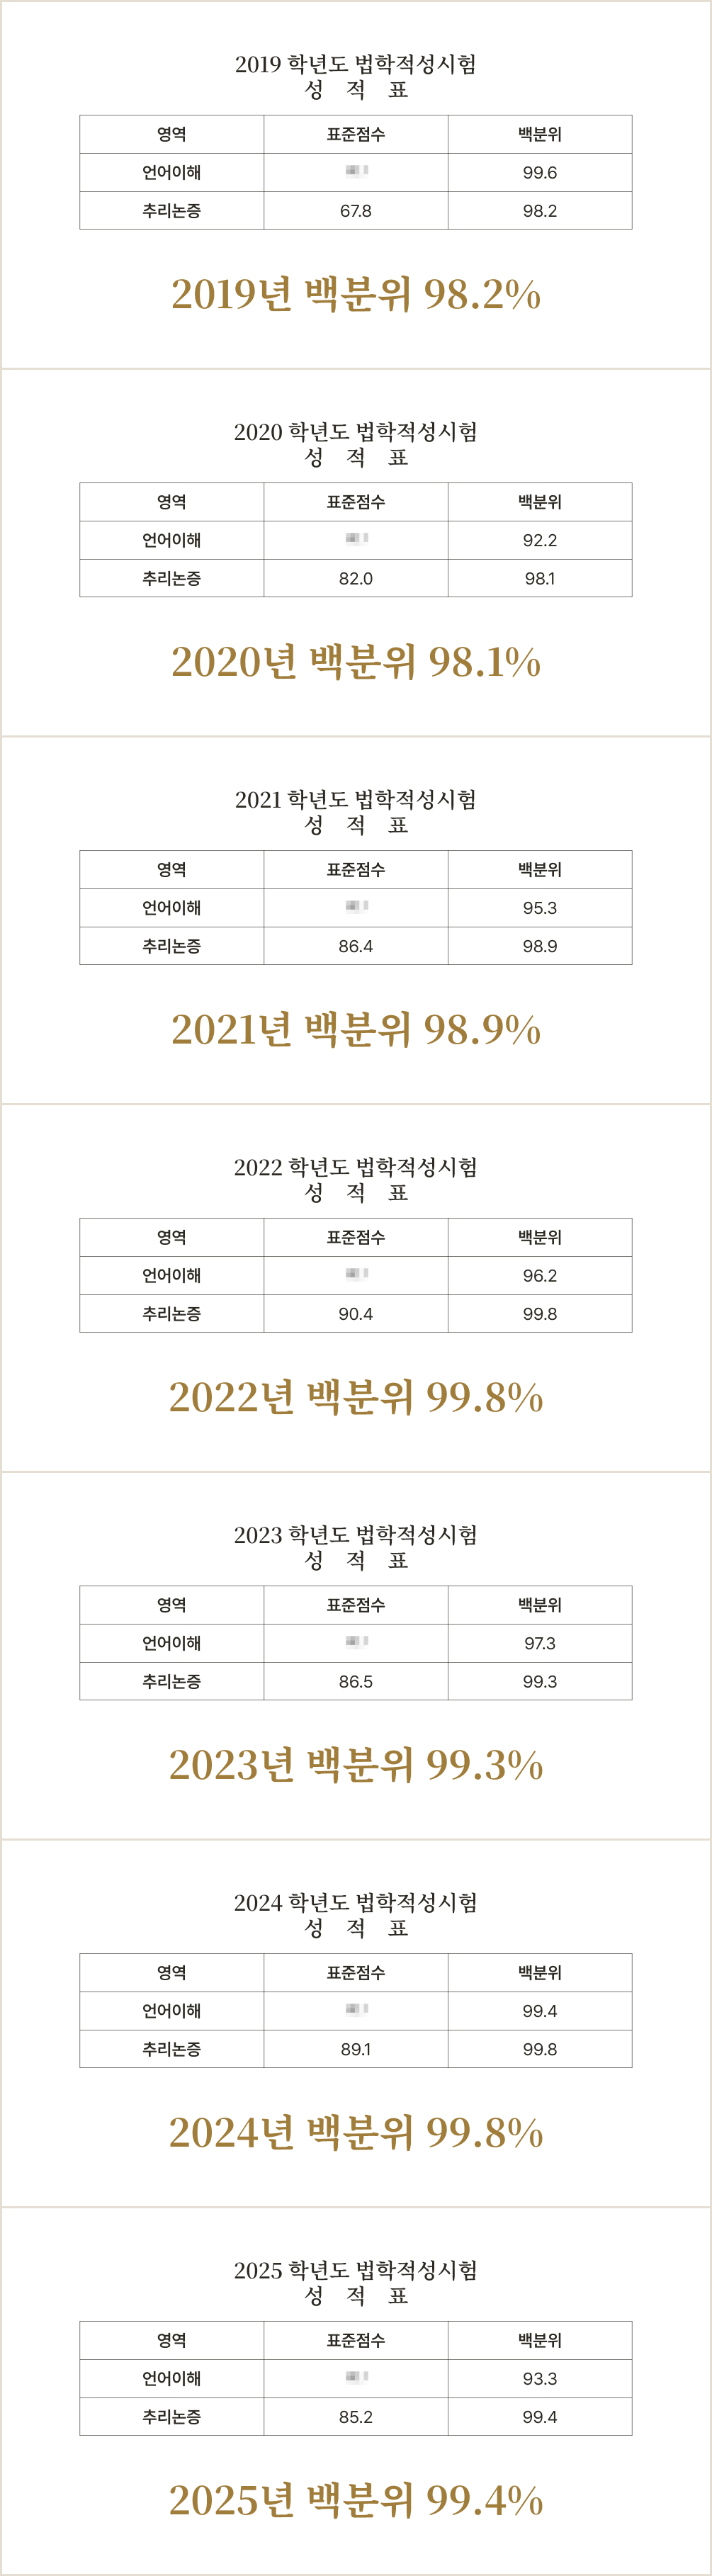 2019 학년도 법학적성시험
성 적 표
영역 표준점수 백분위
언어이해 99.6
추리논증 67.8 98.2
2019년 백분위 98.2%
2020 학년도 법학적성시험
성 적 표
영역 표준점수 백분위
언어이해 92.2
추리논증 82.0 98.1
2020년 백분위 98.1%
2021 학년도 법학적성시험
성 적 표
영역 표준점수 백분위
언어이해 95.3
추리논증 86.4 98.9
2021년 백분위 98.9%
2022 학년도 법학적성시험
성 적 표
영역 표준점수 백분위
언어이해 96.2
추리논증 90.4 99.8
2022년 백분위 99.8%
2023 학년도 법학적성시험
성 적 표
영역 표준점수 백분위
언어이해 97.3
추리논증 86.5 99.3
2023년 백분위 99.3%
2024 학년도 법학적성시험
성 적 표
영역 표준점수 백분위
언어이해 99.4
추리논증 89.1 99.8
2024년 백분위 99.8%
2025 학년도 법학적성시험
성 적 표
영역 표준점수 백분위
언어이해 93.3
추리논증 85.2 99.4
2025년 백분위 99.4%